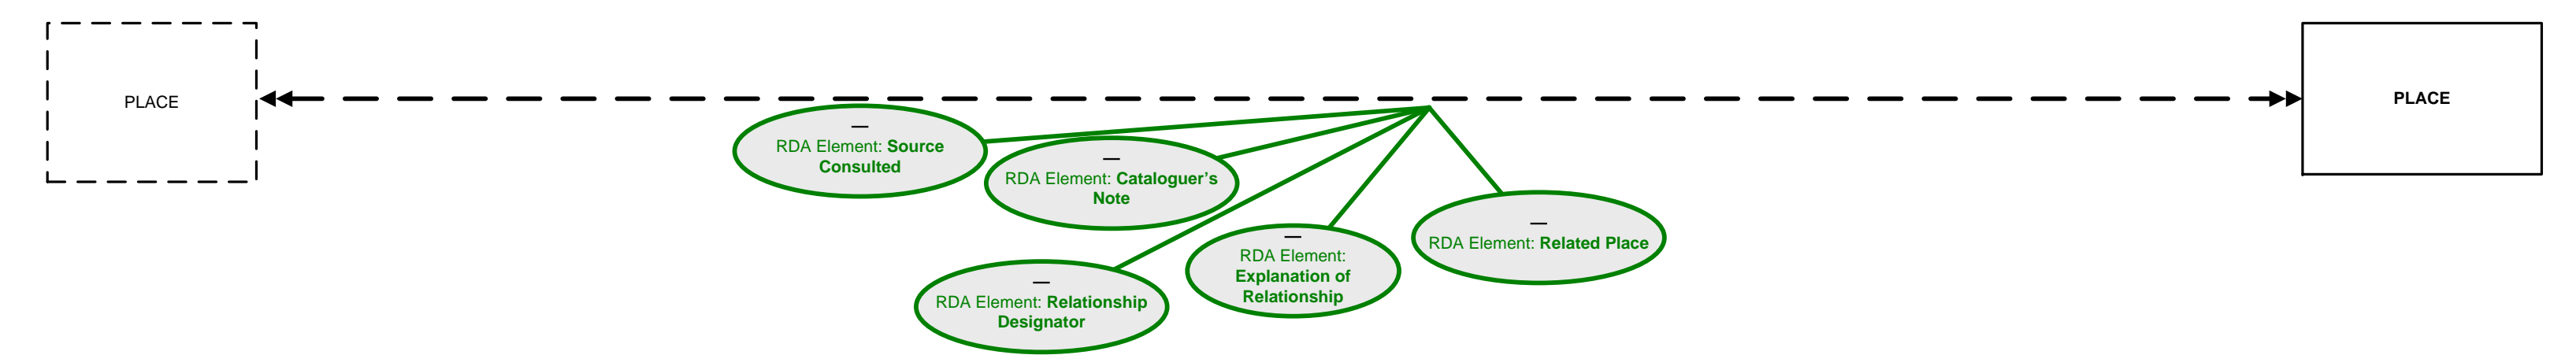 PLACE
PLACE
—
RDA Element: Source
Consulted
—
RDA Element: Cataloguer’s
Note
—
RDA Element: Relationship
Designator
—
RDA Element:
Explanation of
Relationship
—
RDA Element: Related Place